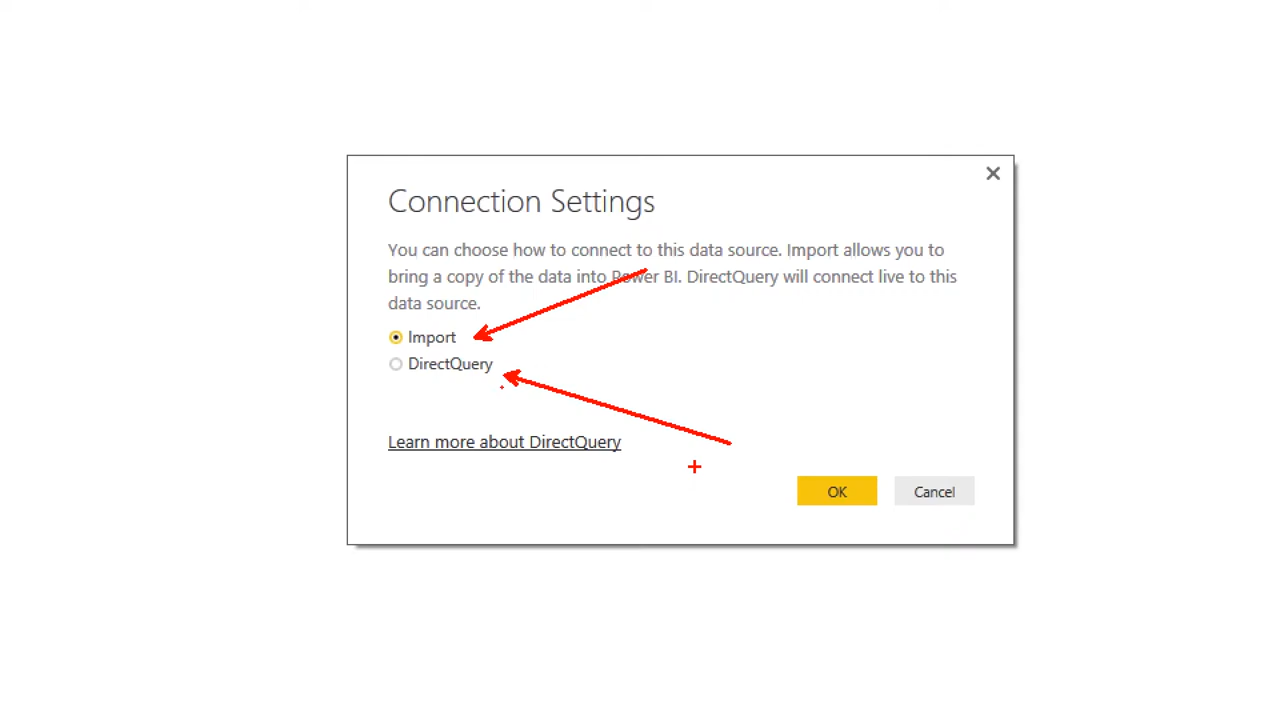 Connection Settings
You can choose how to connect to this data source. Import allows you to
bring a copy of the data into Power BI. DirectQuery will connect live to this
data source.
Import
DirectQuery
Learn more about DirectQuery
OK
Cancel